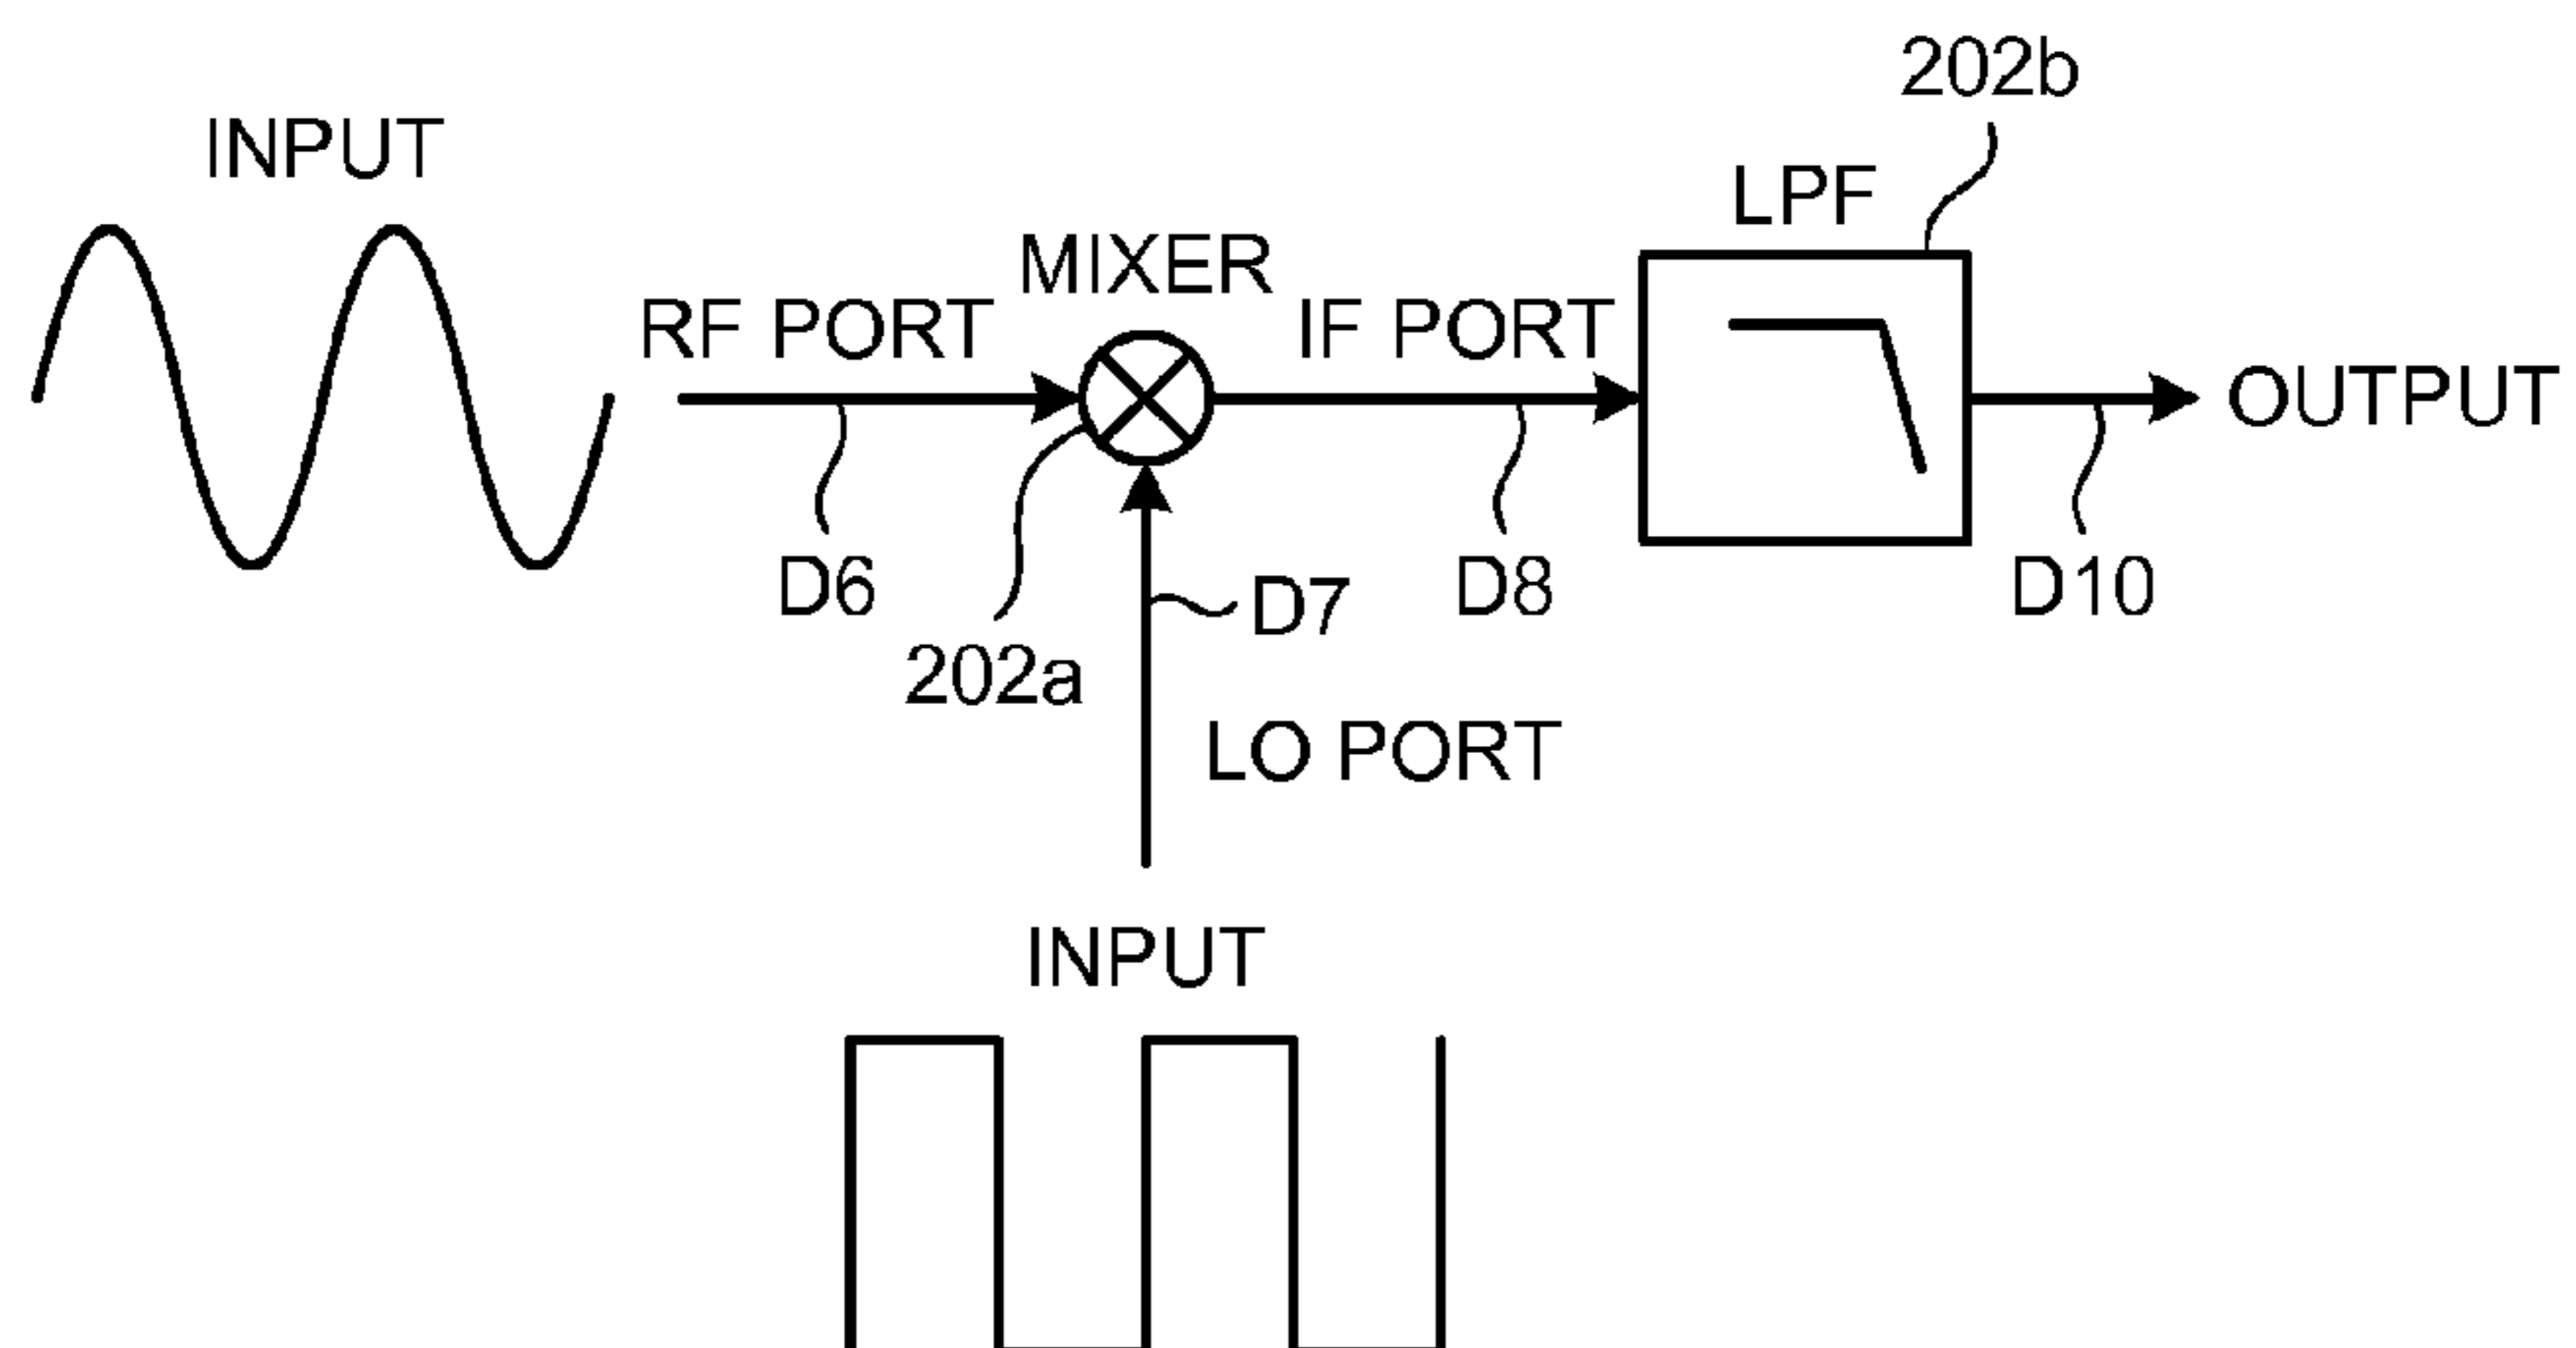 202b
INPUT
LPF
MIXER
RF PORT
IF PORT
OUTPUT
D6
D7
D8
D10
202a
LO PORT
INPUT